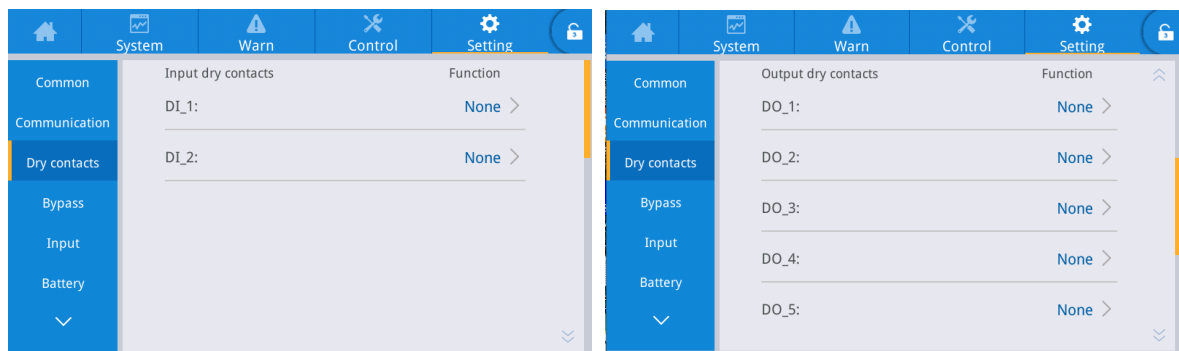 System Warn Control Setting
Common
Communication
Dry contacts
Bypass
Input
Battery
Input dry contacts Function
DI_1: None
DI_2: None
System Warn Control Setting
Common
Communication
Dry contacts
Bypass
Input
Battery
Output dry contacts Function
DO_1: None
DO_2: None
DO_3: None
DO_4: None
DO_5: None